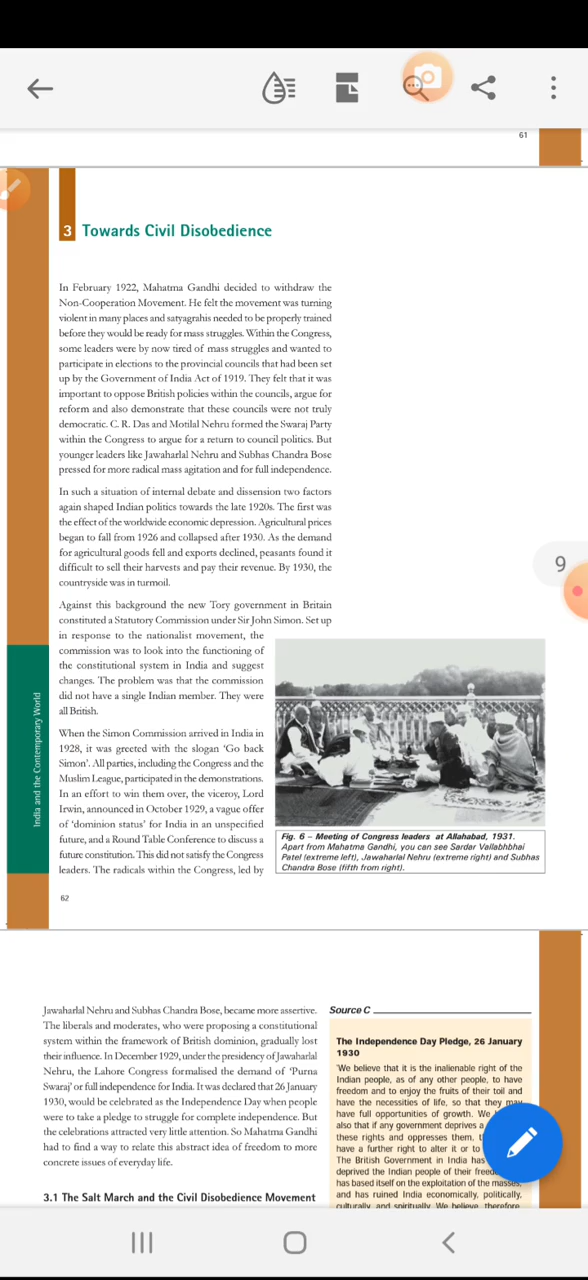 61
3 Towards Civil Disobedience
In February 1922, Mahatma Gandhi decided to withdraw the
Non-Cooperation Movement. He felt the movement was turning
violent in many places and satyagrahis needed to be properly trained
before they would be ready for mass struggles. Within the Congress,
some leaders were by now tired of mass struggles and wanted to
participate in elections to the provincial councils that had been set
up by the Government of India Act of 1919. They felt that it was
important to oppose British policies within the councils, argue for
reform and also demonstrate that these councils were not truly
democratic. C. R. Das and Motilal Nehru formed the Swaraj Party
within the Congress to argue for a return to council politics. But
younger leaders like Jawaharlal Nehru and Subhas Chandra Bose
pressed for more radical mass agitation and for full independence.
In such a situation of internal debate and dissension two factors
again shaped Indian politics towards the late 1920s. The first was
the effect of the worldwide economic depression. Agricultural prices
began to fall from 1926 and collapsed after 1930. As the demand
for agricultural goods fell and exports declined, peasants found it
difficult to sell their harvests and pay their revenue. By 1930, the
countryside was in turmoil.
Against this background the new Tory government in Britain
constituted a Statutory Commission under Sir John Simon. Set up
in response to the nationalist movement, the
commission was to look into the functioning of
the constitutional system in India and suggest
changes. The problem was that the commission
did not have a single Indian member. They were
all British.
When the Simon Commission arrived in India in
1928, it was greeted with the slogan ‘Go back
Simon’. All parties, including the Congress and the
Muslim League, participated in the demonstrations.
In an effort to win them over, the viceroy, Lord
Irwin, announced in October 1929, a vague offer
of ‘dominion status’ for India in an unspecified
future, and a Round Table Conference to discuss a
future constitution. This did not satisfy the Congress
leaders. The radicals within the Congress, led by
Fig. 6 – Meeting of Congress leaders at Allahabad, 1931.
Apart from Mahatma Gandhi, you can see Sardar Vallabhbhai
Patel (extreme left), Jawaharlal Nehru (extreme right) and Subhas
Chandra Bose (fifth from right).
India and the Contemporary World
9
62
Jawaharlal Nehru and Subhas Chandra Bose, became more assertive.
The liberals and moderates, who were proposing a constitutional
system within the framework of British dominion, gradually lost
their influence. In December 1929, under the presidency of Jawaharlal
Nehru, the Lahore Congress formalised the demand of ‘Purna
Swaraj’ or full independence for India. It was declared that 26 January
1930, would be celebrated as the Independence Day when people
were to take a pledge to struggle for complete independence. But
the celebrations attracted very little attention. So Mahatma Gandhi
had to find a way to relate this abstract idea of freedom to more
concrete issues of everyday life.
3.1 The Salt March and the Civil Disobedience Movement
Source C
The Independence Day Pledge, 26 January
1930
‘We believe that it is the inalienable right of the
Indian people, as of any other people, to have
freedom and to enjoy the fruits of their toil and
have the necessities of life, so that they may
have full opportunities of growth. We
also that if any government deprives a
these rights and oppresses them,
have a further right to alter it or to
The British Government in India has
deprived the Indian people of their
has based itself on the exploitation of the masses,
and has ruined India economically, politically,
culturally and spiritually. We believe therefore